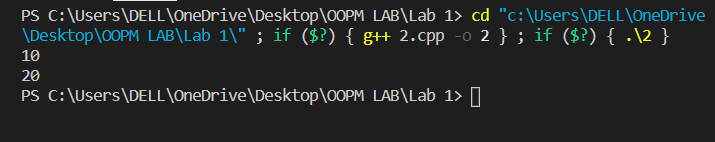 PS C:\Users\DELL\OneDrive\Desktop\OOPM LAB\Lab 1> cd "c:\Users\DELL\OneDrive
\Desktop\OOPM LAB\Lab 1\" ; if ($?) { g++ 2.cpp -o 2 } ; if ($?) { .\2 }
10
20
PS C:\Users\DELL\OneDrive\Desktop\OOPM LAB\Lab 1>